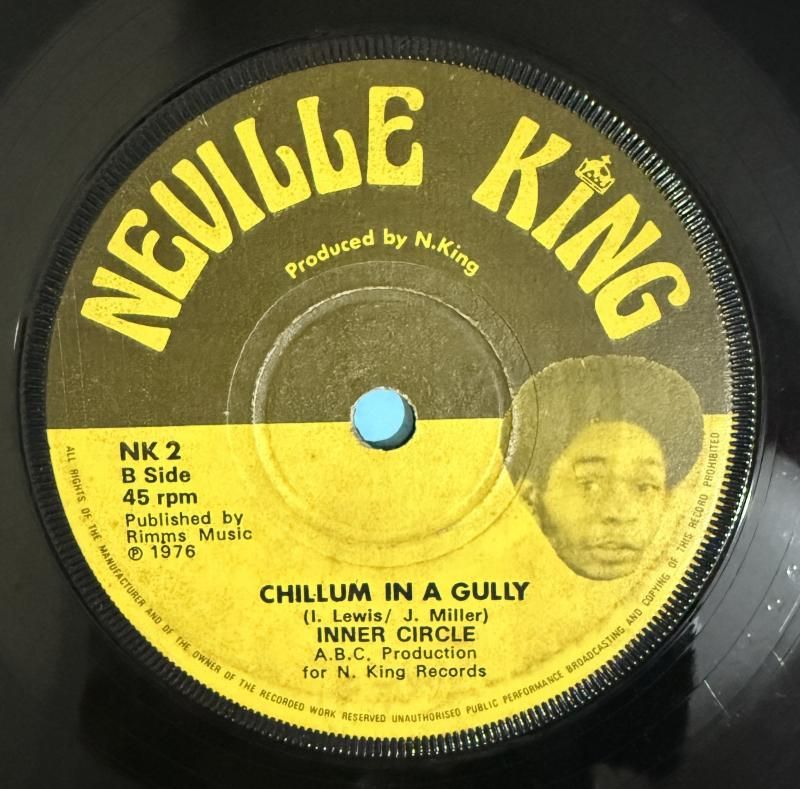 NEVILLE KING
Produced by N.King
NK 2
B Side
45 rpm
Published by
Rimms Music
℗ 1976
CHILLUM IN A GULLY
(I. Lewis/ J. Miller)
INNER CIRCLE
A.B.C. Production
for N. King Records
ALL RIGHTS OF THE MANUFACTURER AND OF THE OWNER OF THE RECORDED WORK RESERVED UNAUTHORISED PUBLIC PERFORMANCE BROADCASTING AND COPYING OF THIS RECORD PROHIBITED